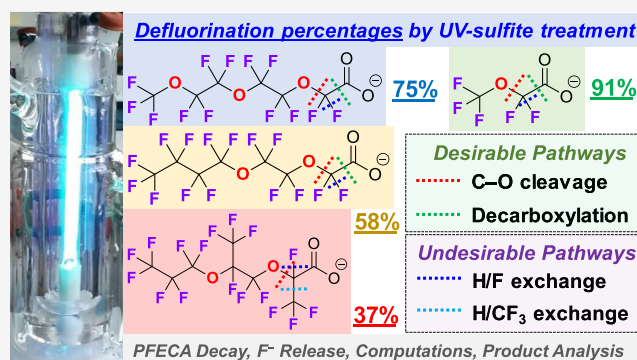 Defluorination percentages by UV-sulfite treatment
F F F F F O F F O F F O F F O O⊖
75%
F F F O F F O O⊖
91%
F F F F F F F F F O F F F F O F F O O⊖
58%
F F F F F F F O F F F F F F O F F F F O O⊖
37%
Desirable Pathways
C–O cleavage
Decarboxylation
Undesirable Pathways
H/F exchange
H/CF₃ exchange
PFECA Decay, F⁻ Release, Computations, Product Analysis